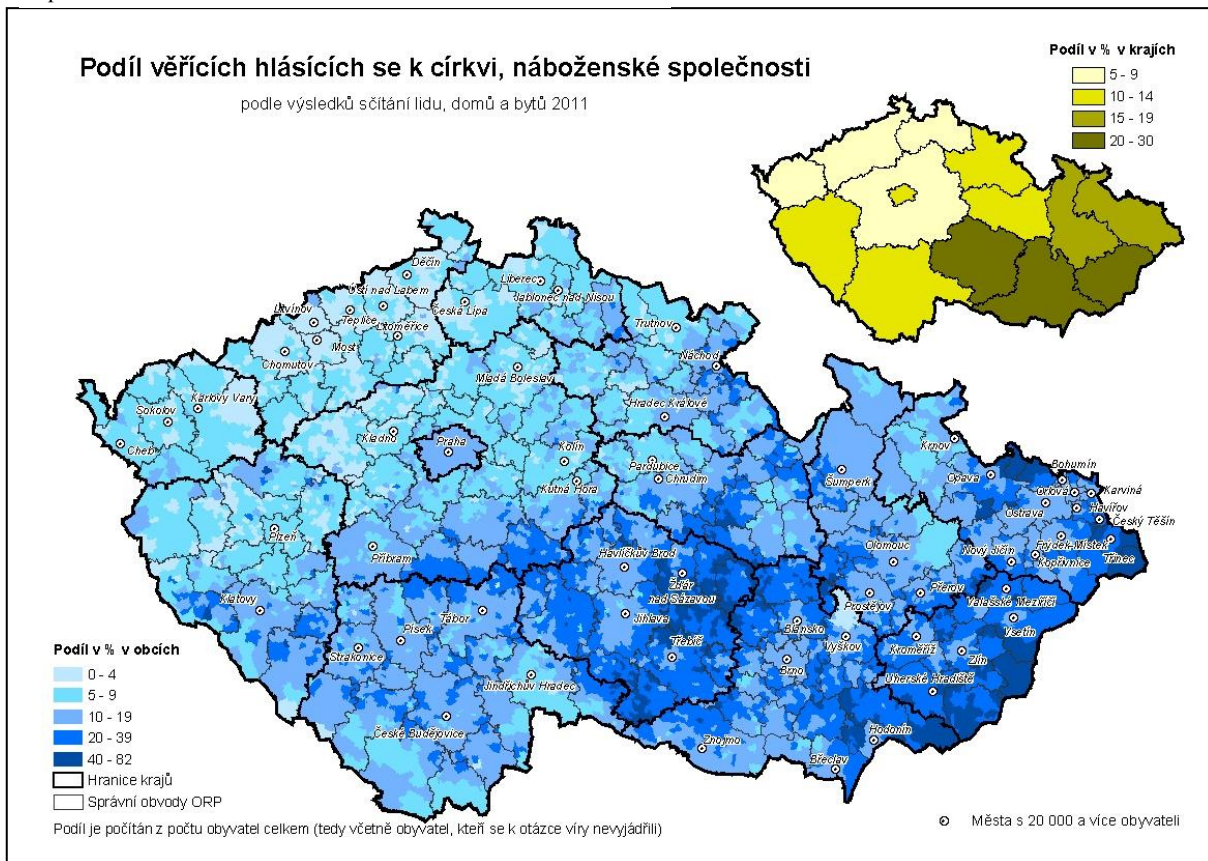 Podíl věřících hlásících se k církvi, náboženské společnosti
podle výsledků sčítání lidu, domů a bytů 2011
Podíl v % v krajích
5 - 9
10 - 14
15 - 19
20 - 30
Děčín
Liberec
Ústí nad Labem
Jablonec nad Nisou
Litvínov
Teplice
Česká Lípa
Litoměřice
Trutnov
Most
Chomutov
Náchod
Mladá Boleslav
Karlovy Vary
Sokolov
Hradec Králové
Kladno
Cheb
Praha
Kolín
Krnov
Pardubice
Bohumín
Chrudim
Opava
Kutná Hora
Šumperk
Orlová
Karviná
Ostrava
Havířov
Český Těšín
Plzeň
Olomouc
Frýdek-Místek
Příbram
Havlíčkův Brod
Nový Jičín
Třinec
Kopřivnice
Žďár
nad Sázavou
Přerov
Klatovy
Tábor
Prostějov
Valašské Meziříčí
Jihlava
Blansko
Vsetín
Písek
Vyškov
Kroměříž
Strakonice
Třebíč
Zlín
Brno
Jindřichův Hradec
Uherské Hradiště
České Budějovice
Hodonín
Znojmo
Břeclav
Podíl v % v obcích
0 - 4
5 - 9
10 - 19
20 - 39
40 - 82
Hranice krajů
Správní obvody ORP
Podíl je počítán z počtu obyvatel celkem (tedy včetně obyvatel, kteří se k otázce víry nevyjádřili)
Města s 20 000 a více obyvateli